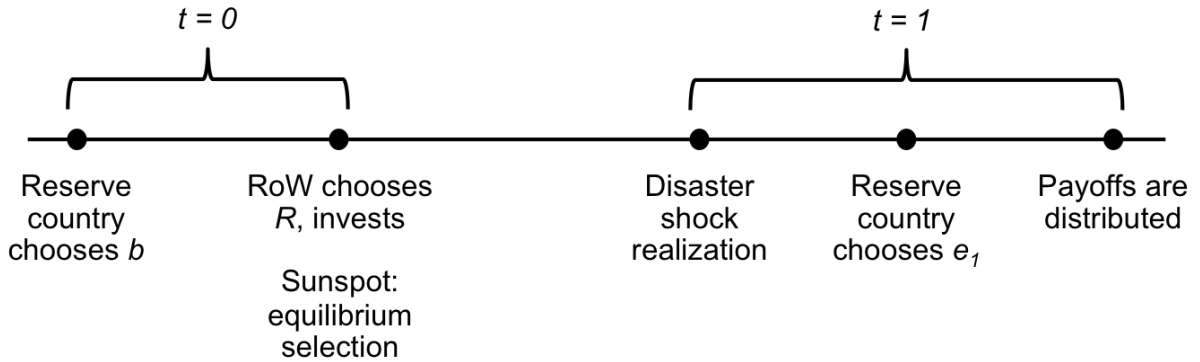 t = 0
t = 1
Reserve
country
chooses b
RoW chooses
R, invests
Sunspot:
equilibrium
selection
Disaster
shock
realization
Reserve
country
chooses e₁
Payoffs are
distributed